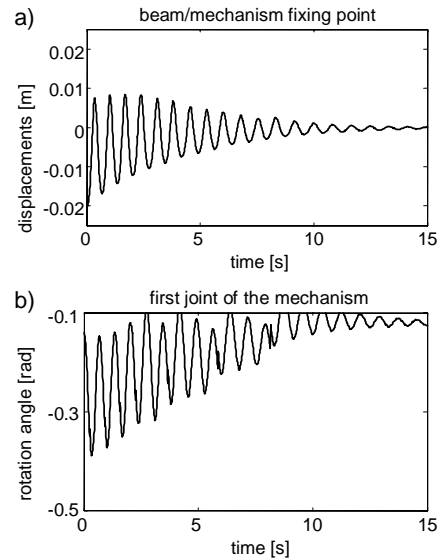 a)
beam/mechanism fixing point
displacements [m]
0.02
0.01
0
-0.01
-0.02
0
5
10
15
time [s]
b)
first joint of the mechanism
rotation angle [rad]
-0.1
-0.3
-0.5
0
5
10
15
time [s]